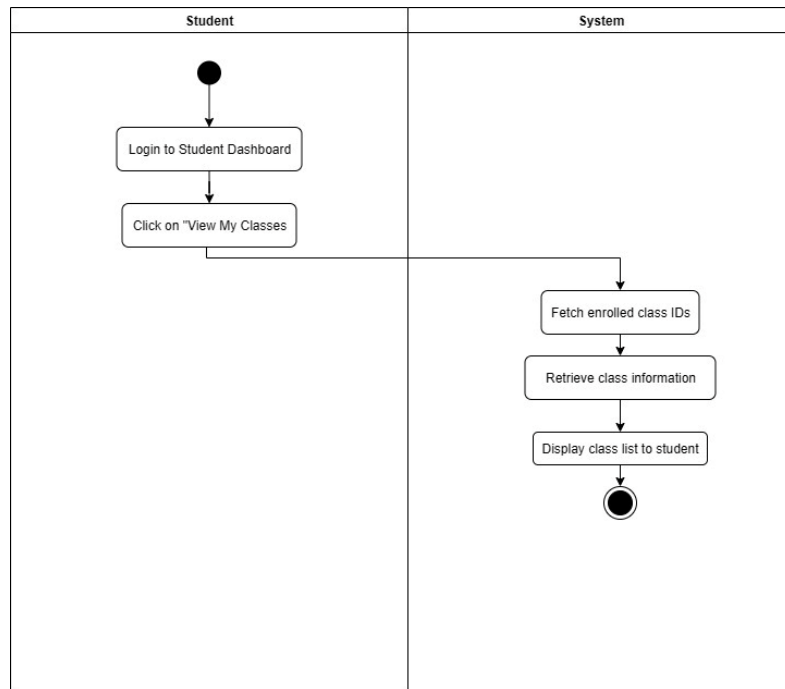 Student
System
Login to Student Dashboard
Click on "View My Classes
Fetch enrolled class IDs
Retrieve class information
Display class list to student